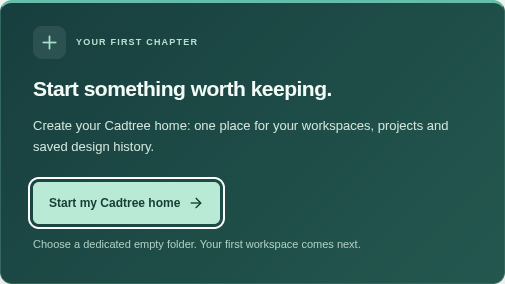 YOUR FIRST CHAPTER
Start something worth keeping.
Create your Cadtree home: one place for your workspaces, projects and
saved design history.
Start my Cadtree home
Choose a dedicated empty folder. Your first workspace comes next.